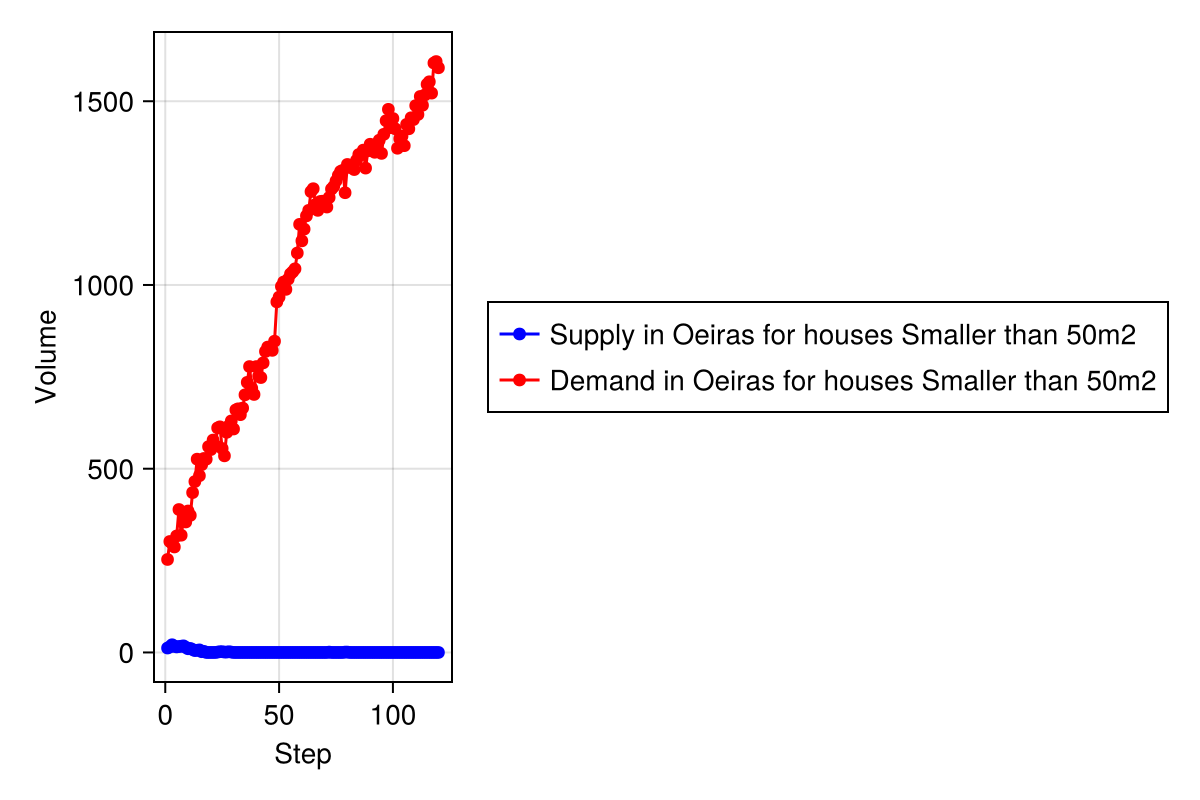 Volume
1500
1000
500
0
0 50 100
Step
Supply in Oeiras for houses Smaller than 50m2
Demand in Oeiras for houses Smaller than 50m2